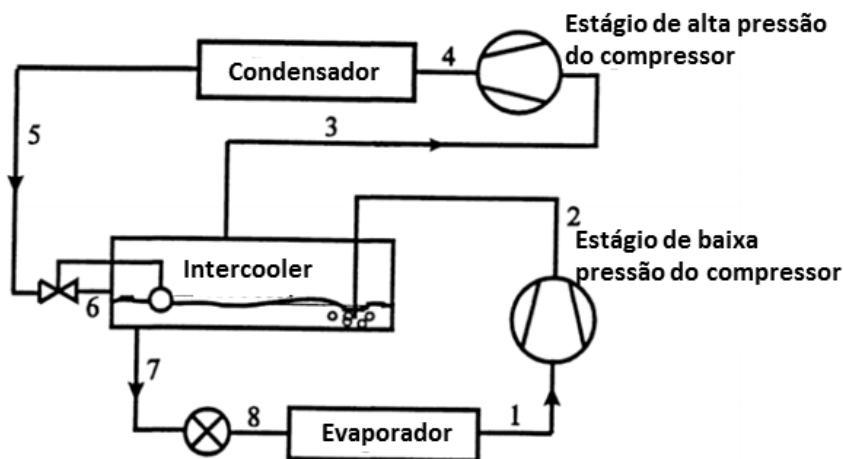 Estágio de alta pressão
do compressor
Condensador
4
3
5
2
Estágio de baixa
pressão do compressor
Intercooler
6
7
8
Evaporador
1